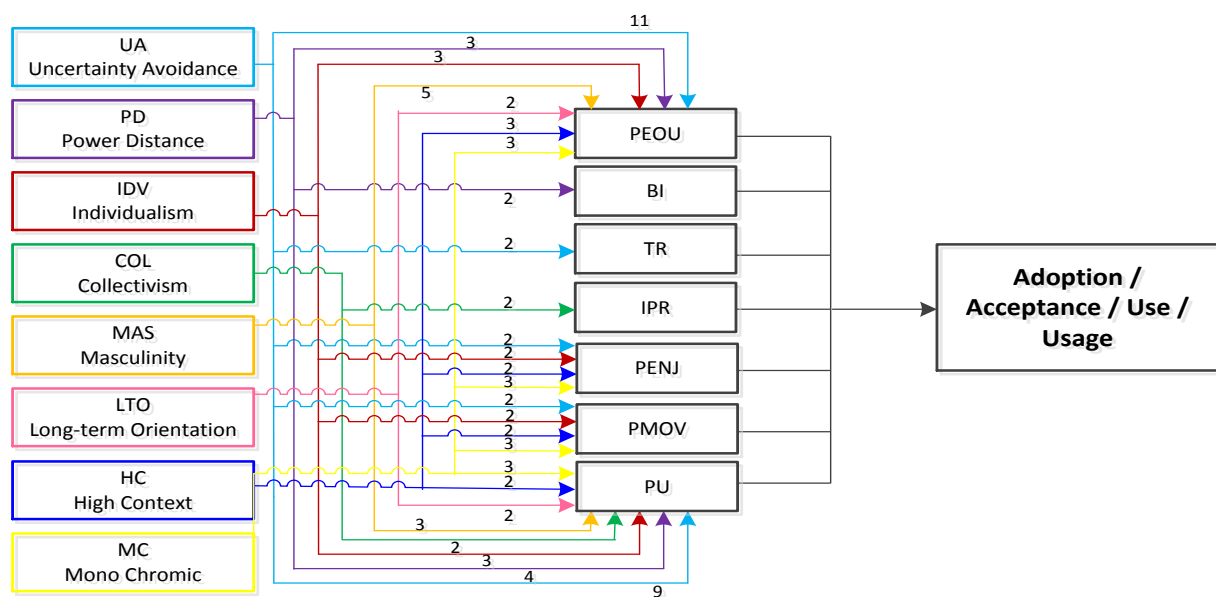 UA
Uncertainty Avoidance
PD
Power Distance
IDV
Individualism
COL
Collectivism
MAS
Masculinity
LTO
Long-term Orientation
HC
High Context
MC
Mono Chromic
11
3
3
5
2
3
3
2
2
2
2
2
2
3
2
2
2
3
3
2
2
3
2
3
4
9
PEOU
BI
TR
IPR
PENJ
PMOV
PU
Adoption /
Acceptance / Use /
Usage